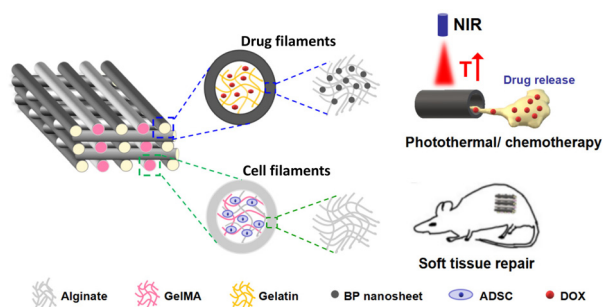 Drug filaments
NIR
T
Drug release
Photothermal/ chemotherapy
Cell filaments
Soft tissue repair
Alginate
GelMA
Gelatin
BP nanosheet
ADSC
DOX